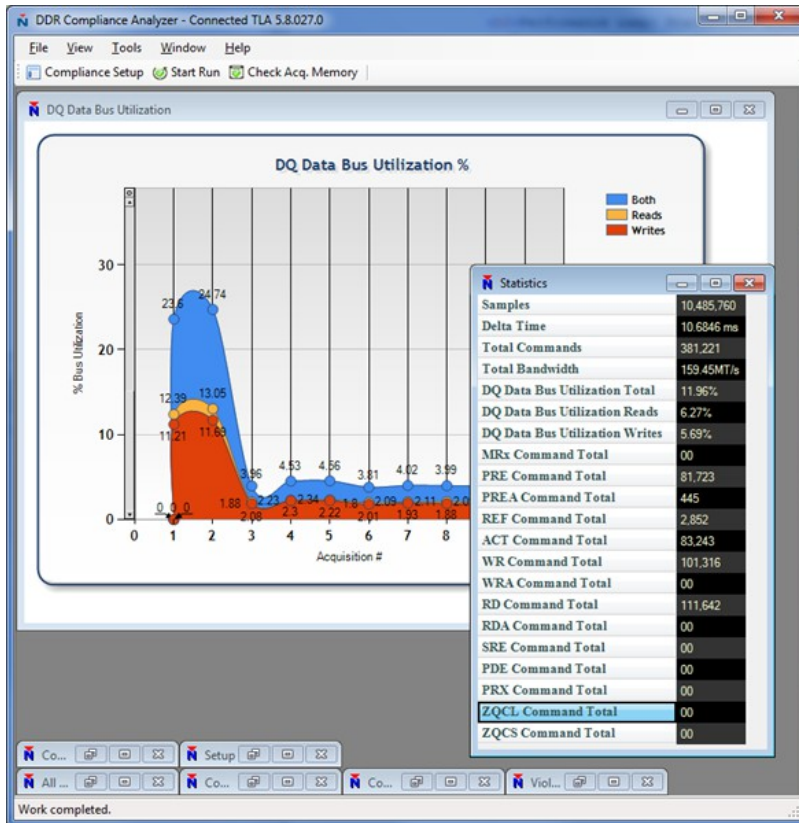 DDR Compliance Analyzer - Connected TLA 5.8.027.0
File View Tools Window Help
Compliance Setup Start Run Check Acq. Memory
DQ Data Bus Utilization
DQ Data Bus Utilization %
Both
Reads
Writes
% Bus Utilization
30
20
10
0
23.6 24.74
12.39 13.05
11.21 11.69
0 0 0
3.96 4.53 4.56 3.81 4.02 3.99
1.88 2.23 2.34 1.8 2.09 2.11
2.08 2.3 2.22 2.01 1.93 1.88
0 1 2 3 4 5 6 7 8
Acquisition #
Statistics
Samples 10,485,760
Delta Time 10.6846 ms
Total Commands 381,221
Total Bandwidth 159.45MT/s
DQ Data Bus Utilization Total 11.96%
DQ Data Bus Utilization Reads 6.27%
DQ Data Bus Utilization Writes 5.69%
MRx Command Total 00
PRE Command Total 81,723
PREA Command Total 445
REF Command Total 2,852
ACT Command Total 83,243
WR Command Total 101,316
WRA Command Total 00
RD Command Total 111,642
RDA Command Total 00
SRE Command Total 00
PDE Command Total 00
PRX Command Total 00
ZQCL Command Total 00
ZQCS Command Total 00
Co... Setup
All ... Co... Co... Viol...
Work completed.